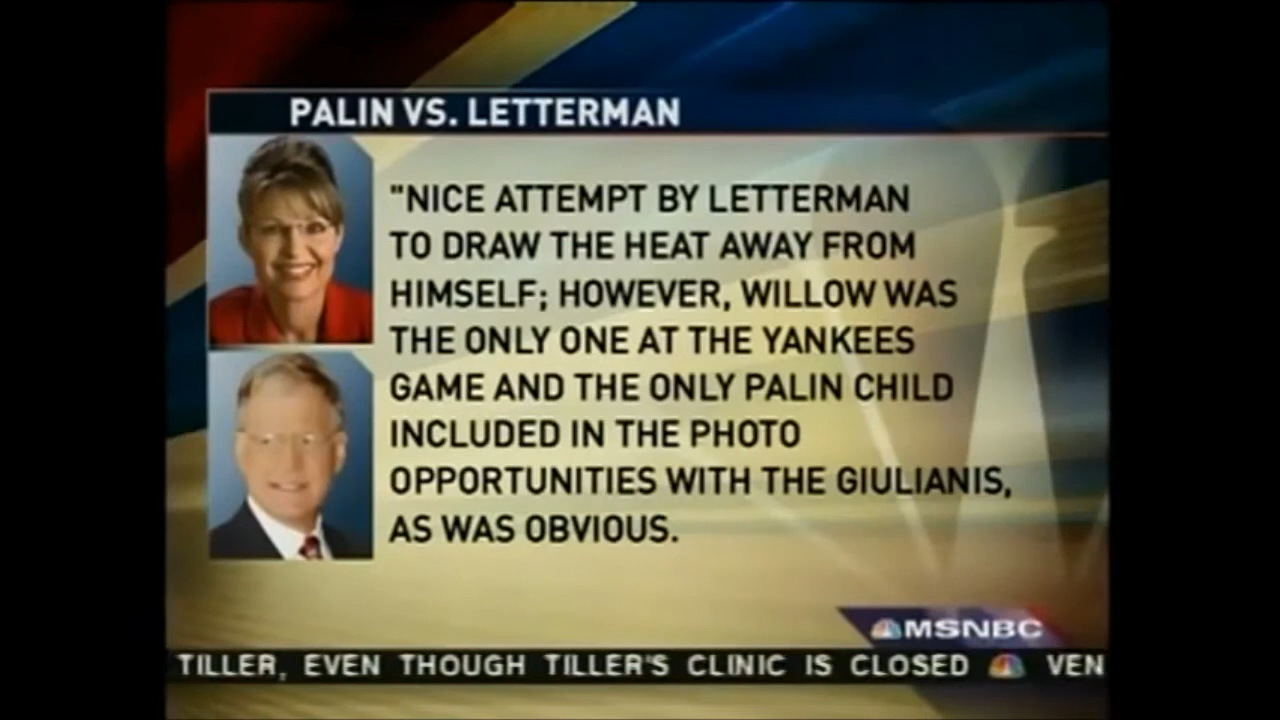 PALIN VS. LETTERMAN
"NICE ATTEMPT BY LETTERMAN
TO DRAW THE HEAT AWAY FROM
HIMSELF; HOWEVER, WILLOW WAS
THE ONLY ONE AT THE YANKEES
GAME AND THE ONLY PALIN CHILD
INCLUDED IN THE PHOTO
OPPORTUNITIES WITH THE GIULIANIS,
AS WAS OBVIOUS.
MSNBC
TILLER, EVEN THOUGH TILLER'S CLINIC IS CLOSED VEN